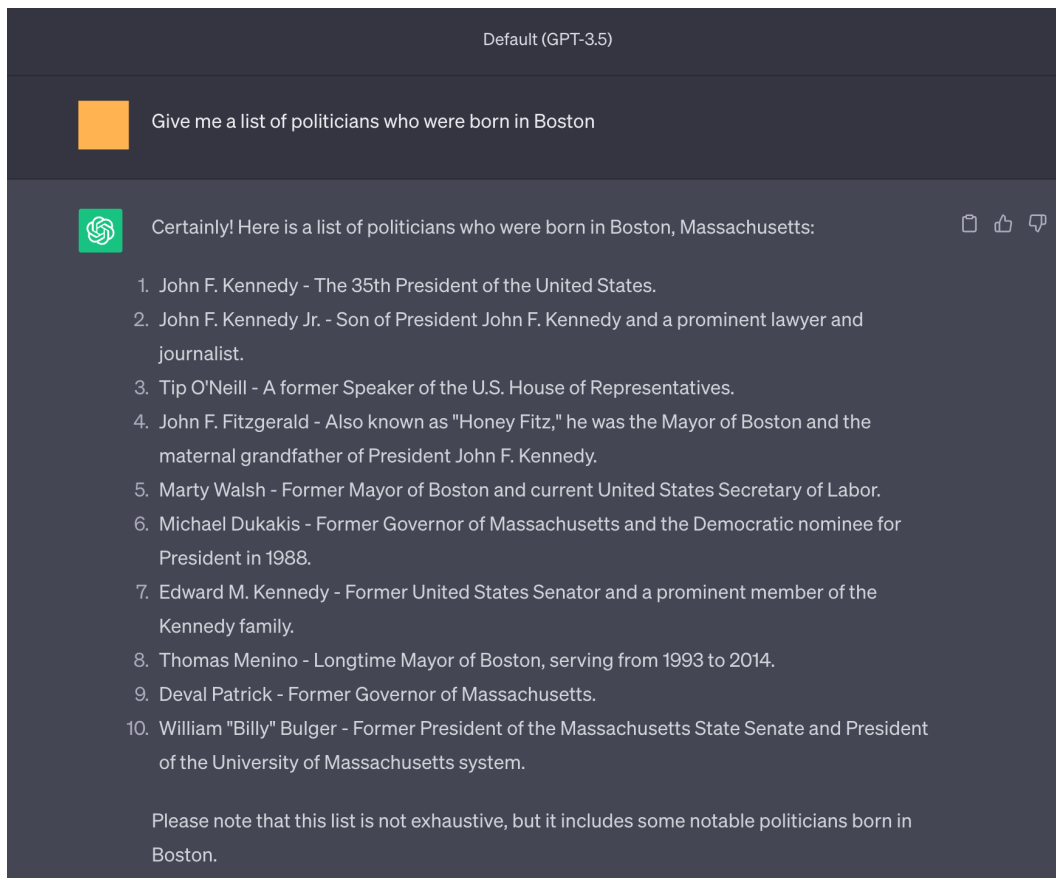 Default (GPT-3.5)
Give me a list of politicians who were born in Boston
Certainly! Here is a list of politicians who were born in Boston, Massachusetts:
1. John F. Kennedy - The 35th President of the United States.
2. John F. Kennedy Jr. - Son of President John F. Kennedy and a prominent lawyer and
journalist.
3. Tip O'Neill - A former Speaker of the U.S. House of Representatives.
4. John F. Fitzgerald - Also known as "Honey Fitz," he was the Mayor of Boston and the
maternal grandfather of President John F. Kennedy.
5. Marty Walsh - Former Mayor of Boston and current United States Secretary of Labor.
6. Michael Dukakis - Former Governor of Massachusetts and the Democratic nominee for
President in 1988.
7. Edward M. Kennedy - Former United States Senator and a prominent member of the
Kennedy family.
8. Thomas Menino - Longtime Mayor of Boston, serving from 1993 to 2014.
9. Deval Patrick - Former Governor of Massachusetts.
10. William "Billy" Bulger - Former President of the Massachusetts State Senate and President
of the University of Massachusetts system.
Please note that this list is not exhaustive, but it includes some notable politicians born in
Boston.